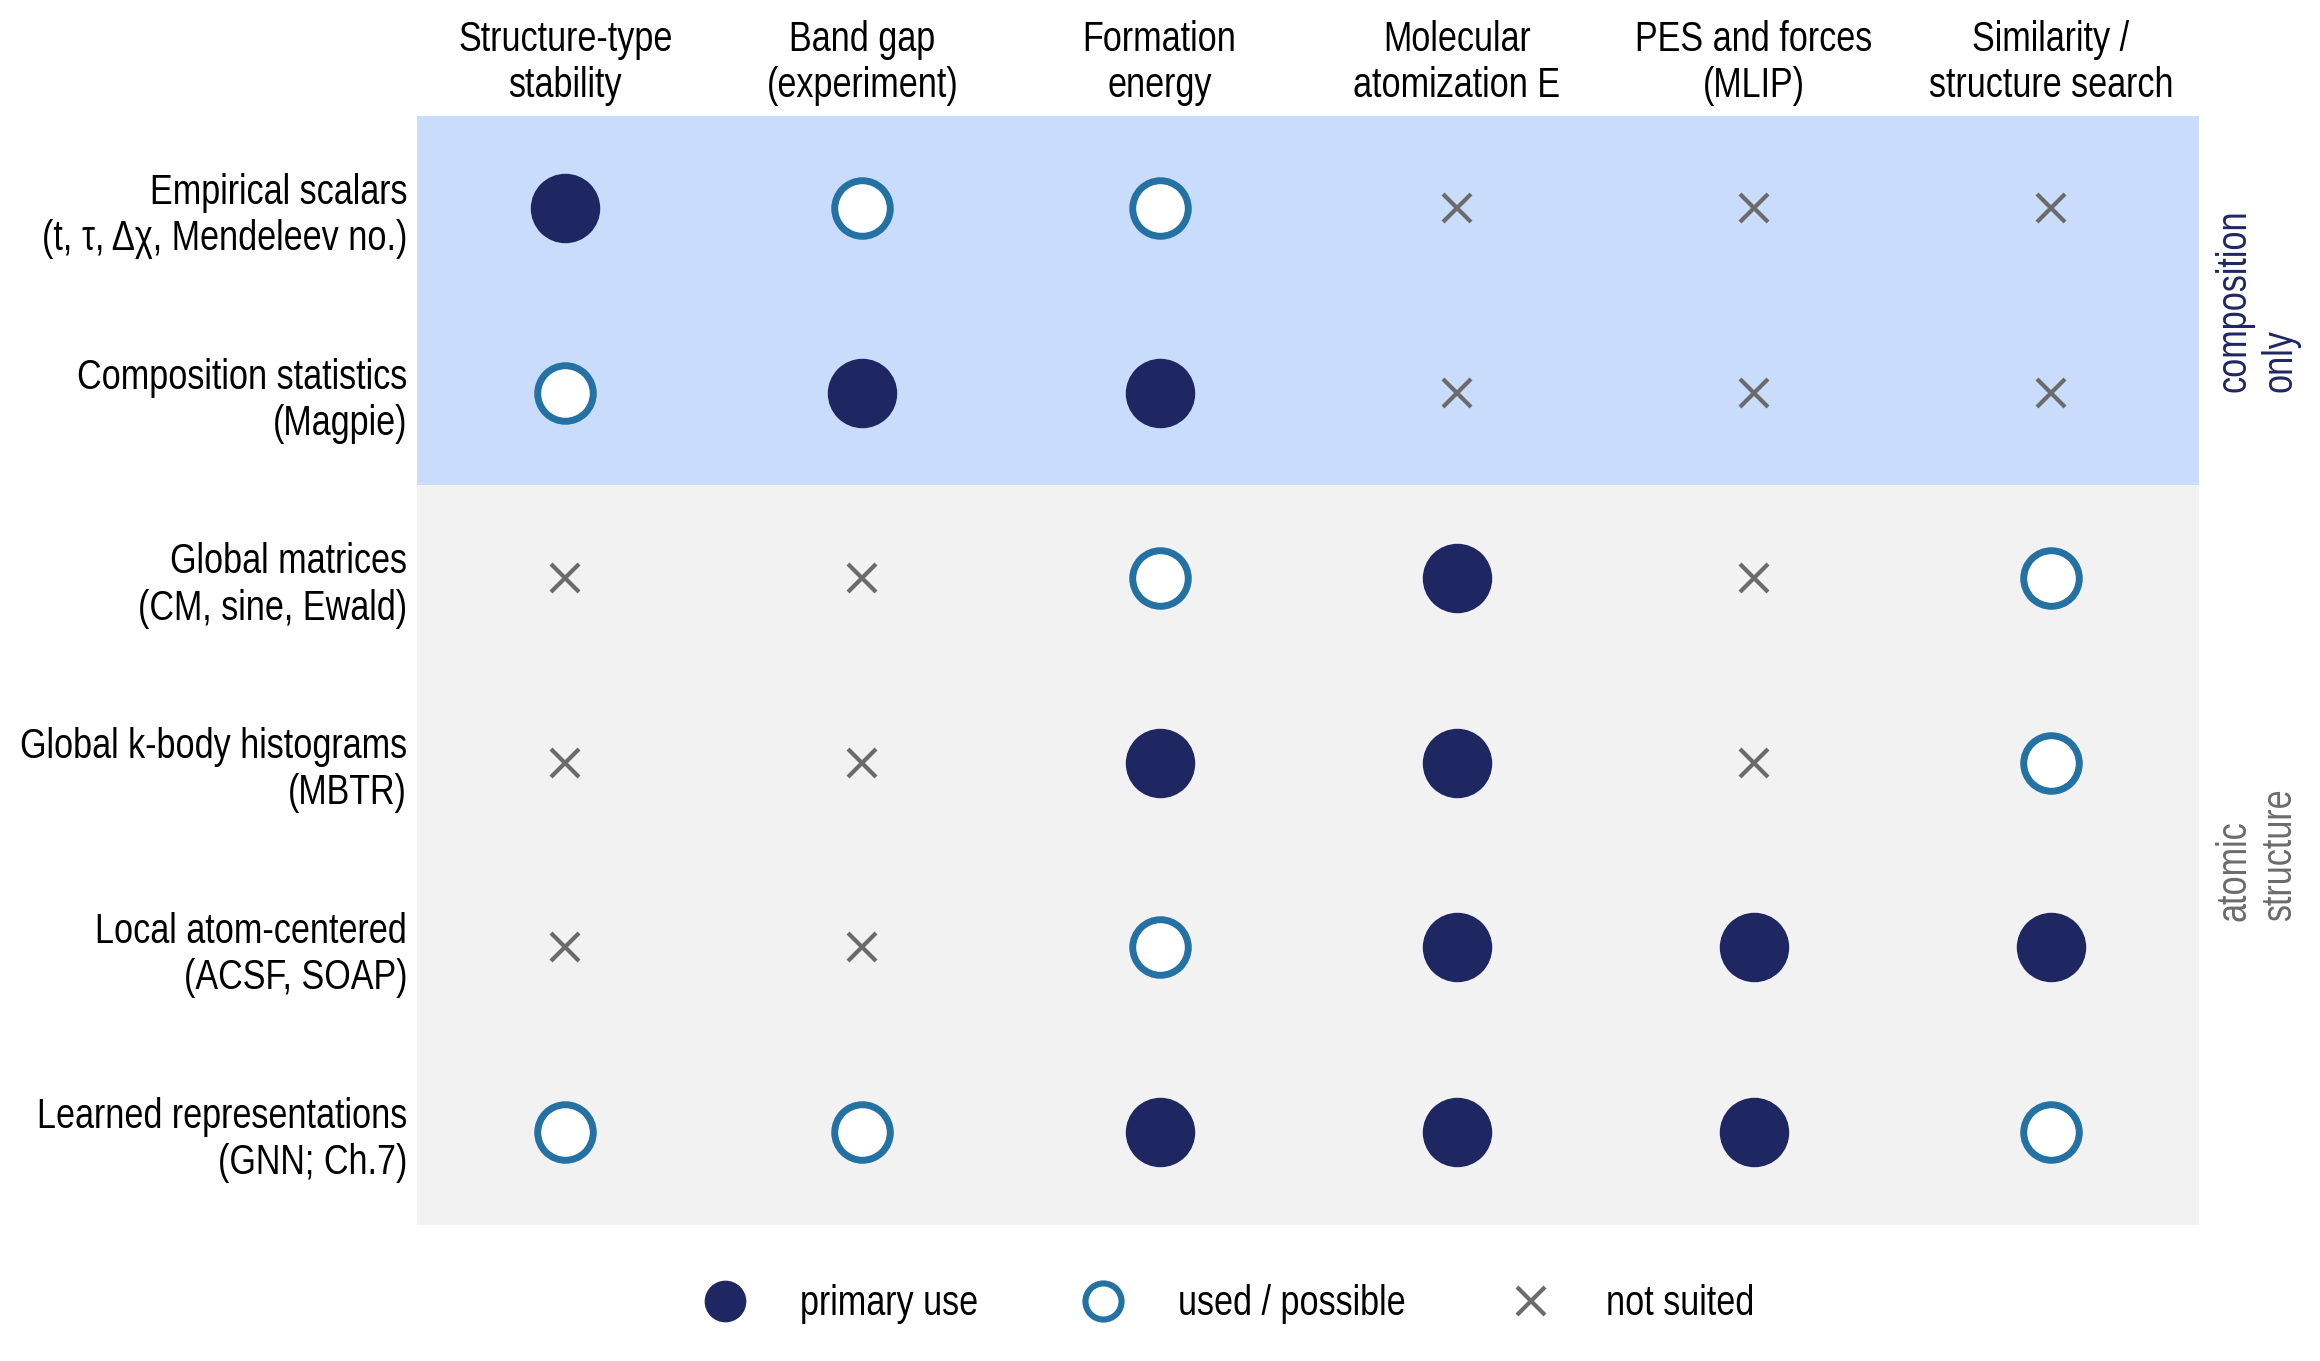 Structure-type
stability
Band gap
(experiment)
Formation
energy
Molecular
atomization E
PES and forces
(MLIP)
Similarity /
structure search
Empirical scalars
(t, τ, Δχ, Mendeleev no.)
Composition statistics
(Magpie)
composition
only
Global matrices
(CM, sine, Ewald)
Global k-body histograms
(MBTR)
Local atom-centered
(ACSF, SOAP)
Learned representations
(GNN; Ch.7)
atomic
structure
primary use
used / possible
not suited